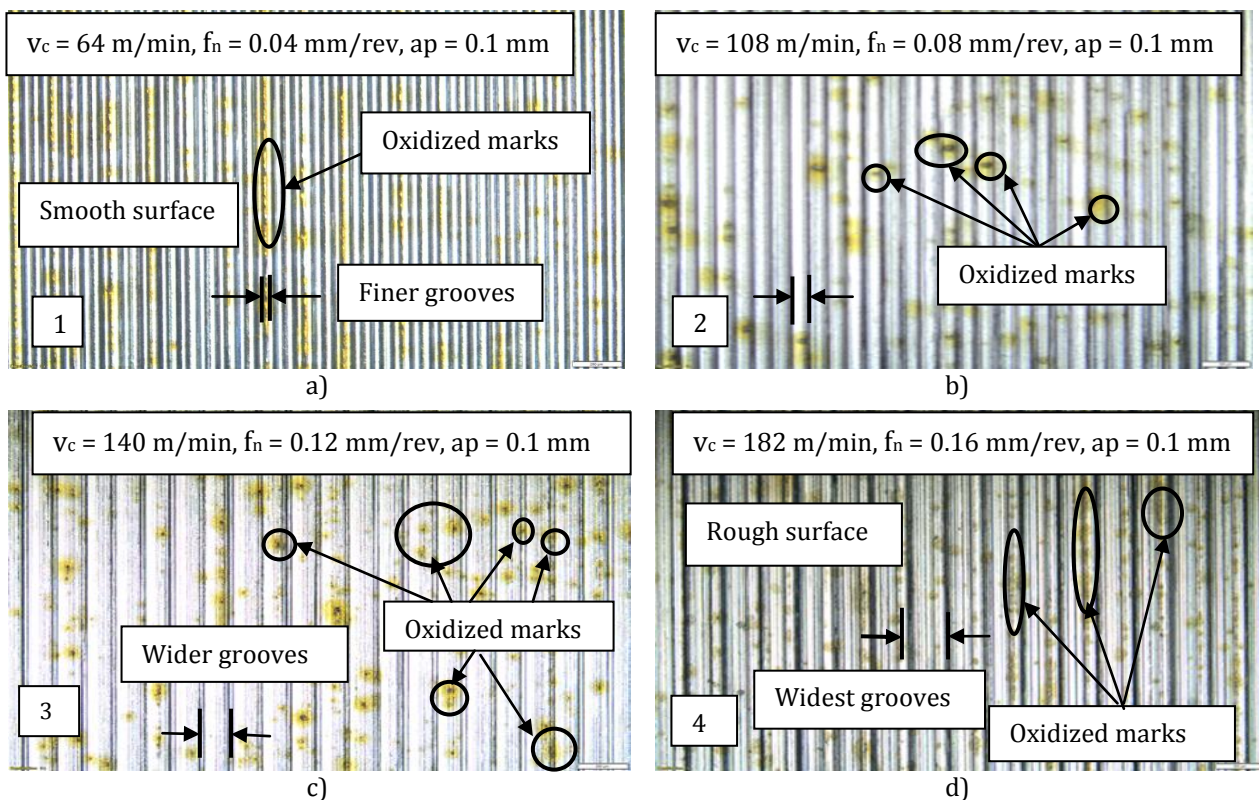 vc = 64 m/min, fn = 0.04 mm/rev, ap = 0.1 mm
Oxidized marks
Smooth surface
Finer grooves
1
a)
vc = 108 m/min, fn = 0.08 mm/rev, ap = 0.1 mm
Oxidized marks
2
b)
vc = 140 m/min, fn = 0.12 mm/rev, ap = 0.1 mm
Oxidized marks
Wider grooves
3
c)
vc = 182 m/min, fn = 0.16 mm/rev, ap = 0.1 mm
Rough surface
Widest grooves
4
Oxidized marks
d)